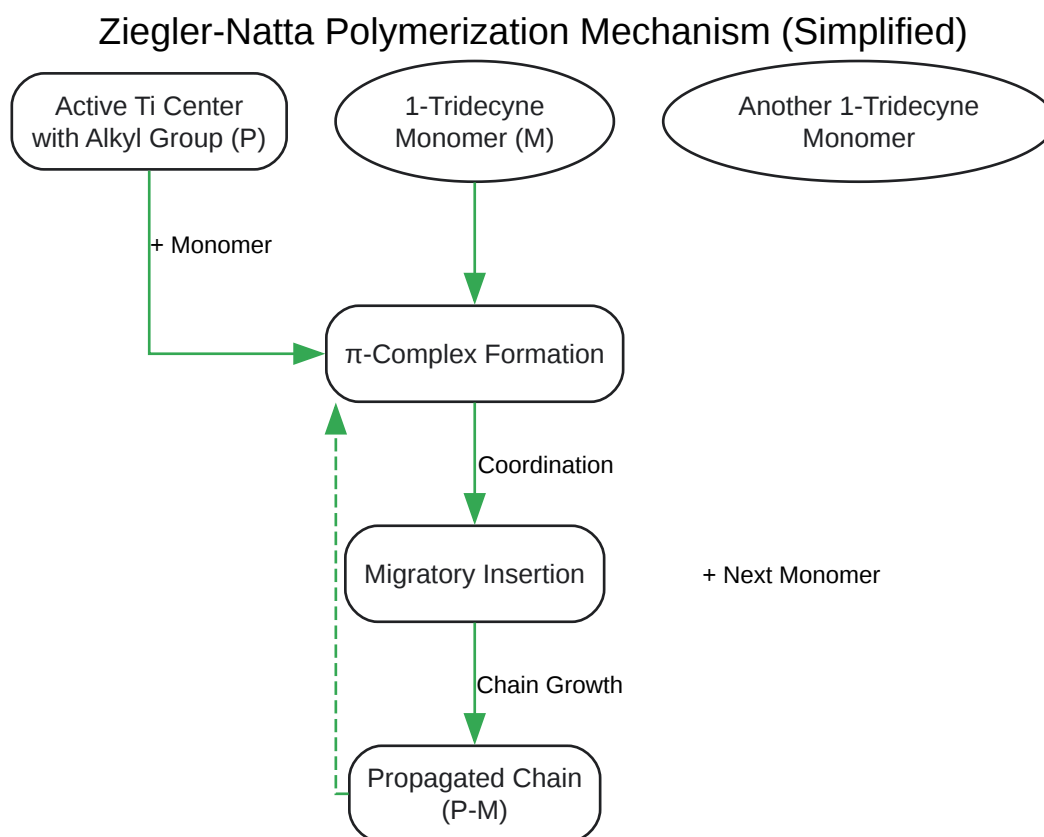 Ziegler-Natta Polymerization Mechanism (Simplified)
Active Ti Center
with Alkyl Group (P)
1-Tridecyne
Monomer (M)
Another 1-Tridecyne
Monomer
+ Monomer
π-Complex Formation
Coordination
Migratory Insertion
+ Next Monomer
Chain Growth
Propagated Chain
(P-M)